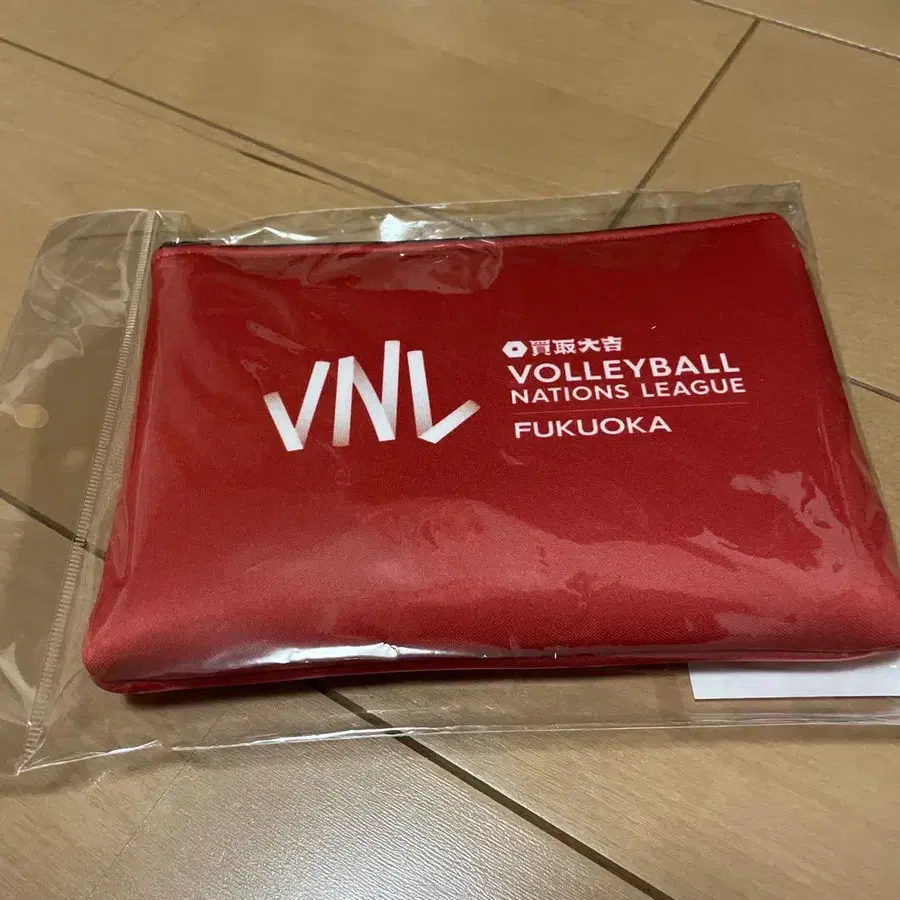 VNL
買取大吉
VOLLEYBALL
NATIONS LEAGUE
FUKUOKA